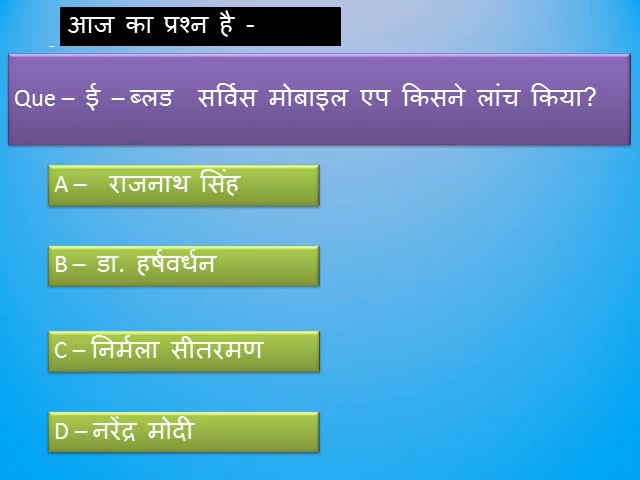 आज का प्रश्न है -
Que – ई – ब्लड सर्विस मोबाइल एप किसने लांच किया?
A – राजनाथ सिंह
B – डा. हर्षवर्धन
C – निर्मला सीतरमण
D – नरेंद्र मोदी